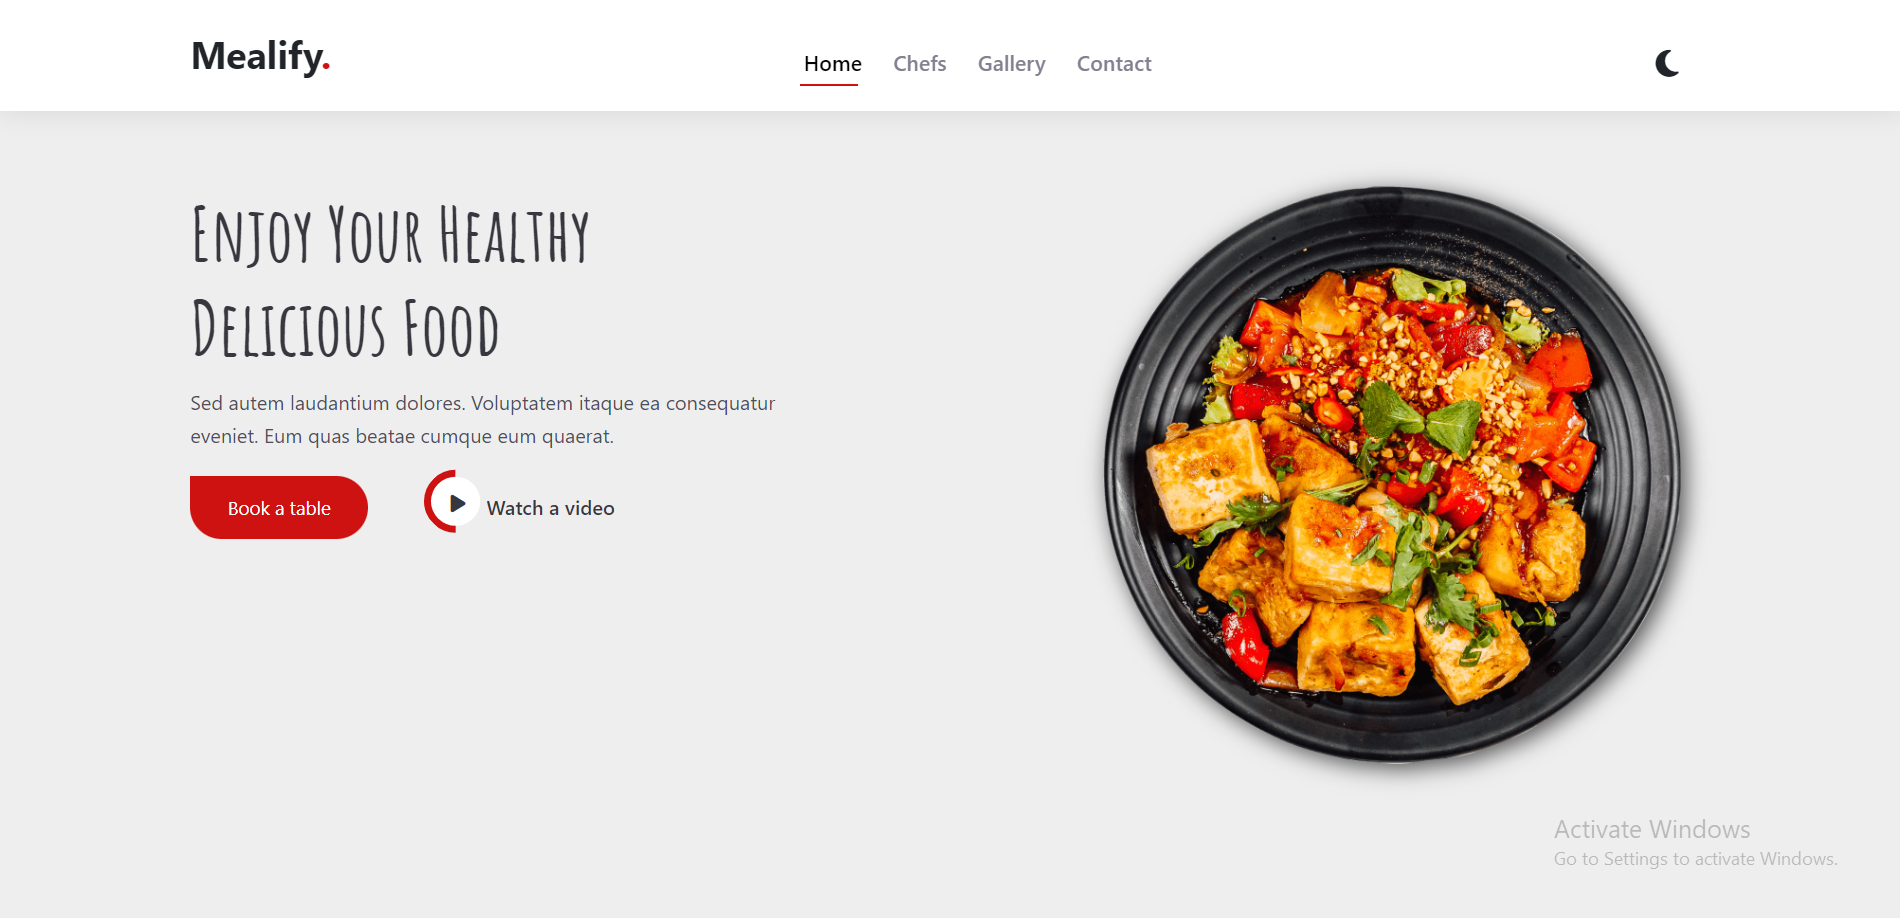 Mealify.
Home Chefs Gallery Contact
Enjoy Your Healthy
Delicious Food
Sed autem laudantium dolores. Voluptatem itaque ea consequatur
eveniet. Eum quas beatae cumque eum quaerat.
Book a table
Watch a video
Activate Windows
Go to Settings to activate Windows.